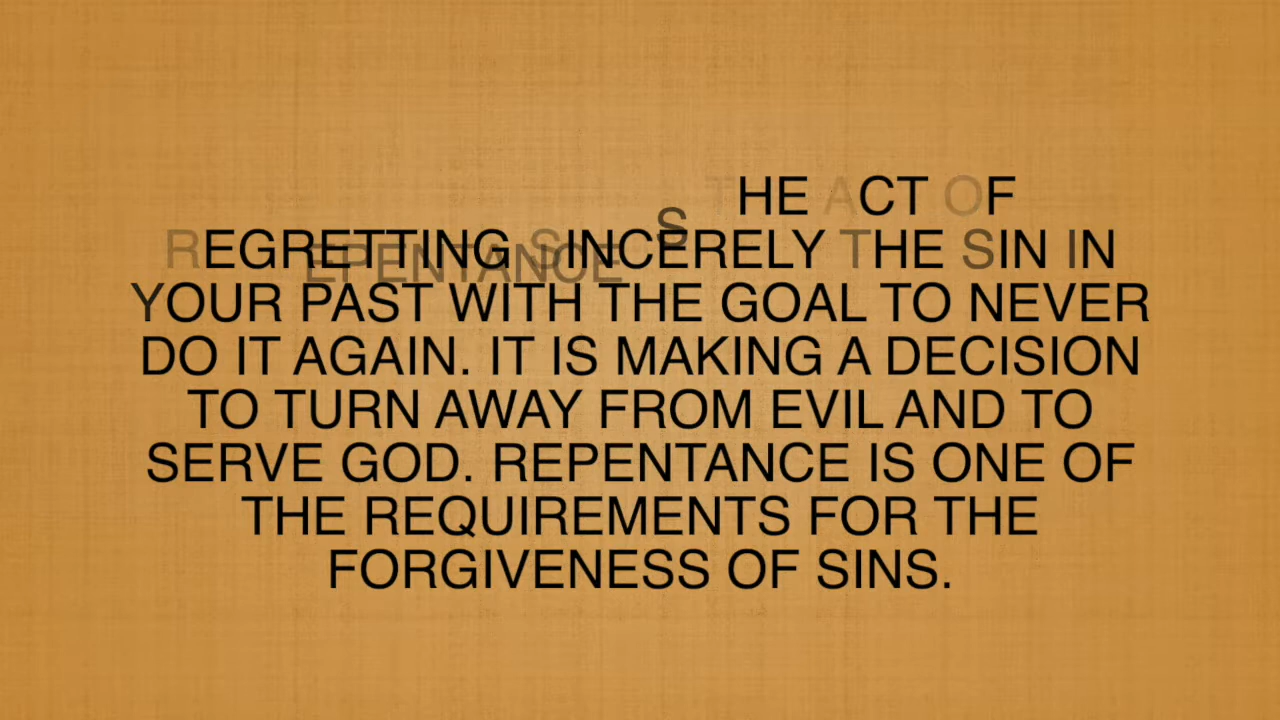 S THE ACT OF
REGRETTING SINCERELY THE SIN IN
EPENTANCE
YOUR PAST WITH THE GOAL TO NEVER
DO IT AGAIN. IT IS MAKING A DECISION
TO TURN AWAY FROM EVIL AND TO
SERVE GOD. REPENTANCE IS ONE OF
THE REQUIREMENTS FOR THE
FORGIVENESS OF SINS.